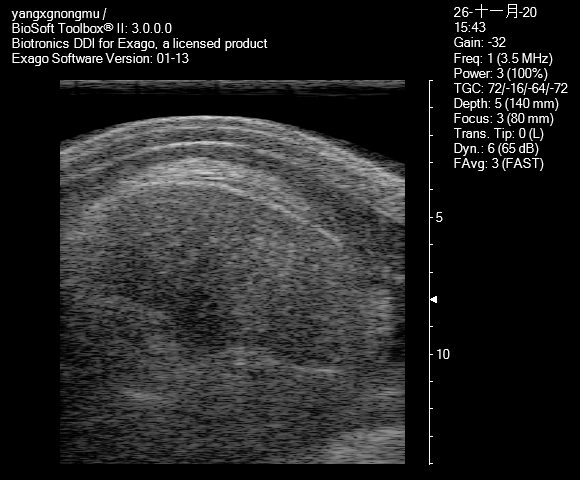 yangxgnongmu /
BioSoft Toolbox® II: 3.0.0.0
Biotronics DDI for Exago, a licensed product
Exago Software Version: 01-13
26-十一月-20
15:43
Gain: -32
Freq: 1 (3.5 MHz)
Power: 3 (100%)
TGC: 72/-16/-64/-72
Depth: 5 (140 mm)
Focus: 3 (80 mm)
Trans. Tip: 0 (L)
Dyn.: 6 (65 dB)
FAvg: 3 (FAST)
5
10